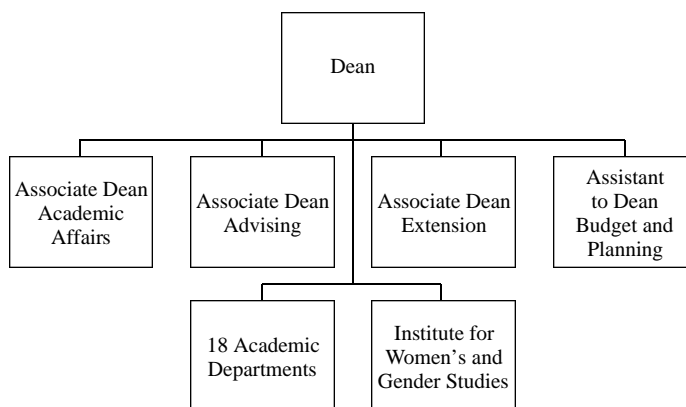 Dean
Associate Dean
Academic
Affairs
Associate Dean
Advising
Associate Dean
Extension
Assistant
to Dean
Budget and
Planning
18 Academic
Departments
Institute for
Women's and
Gender Studies